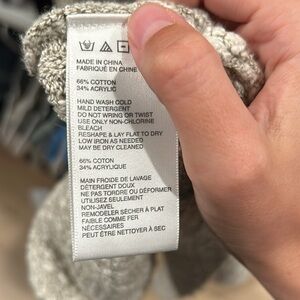 MADE IN CHINA
FABRIQUÉ EN CHINE
66% COTTON
34% ACRYLIC
HAND WASH COLD
MILD DETERGENT
DO NOT WRING OR TWIST
USE ONLY NON-CHLORINE
BLEACH
RESHAPE & LAY FLAT TO DRY
LOW IRON AS NEEDED
MAY BE DRY CLEANED
66% COTON
34% ACRYLIQUE
MAIN FROIDE DE LAVAGE
DÉTERGENT DOUX
NE PAS TORDRE OU DÉFORMER
UTILISEZ SEULEMENT
NON-JAVEL
REMODELER SÉCHER À PLAT
FAIBLE COMME FER
NÉCESSAIRES
PEUT ÊTRE NETTOYER À SEC